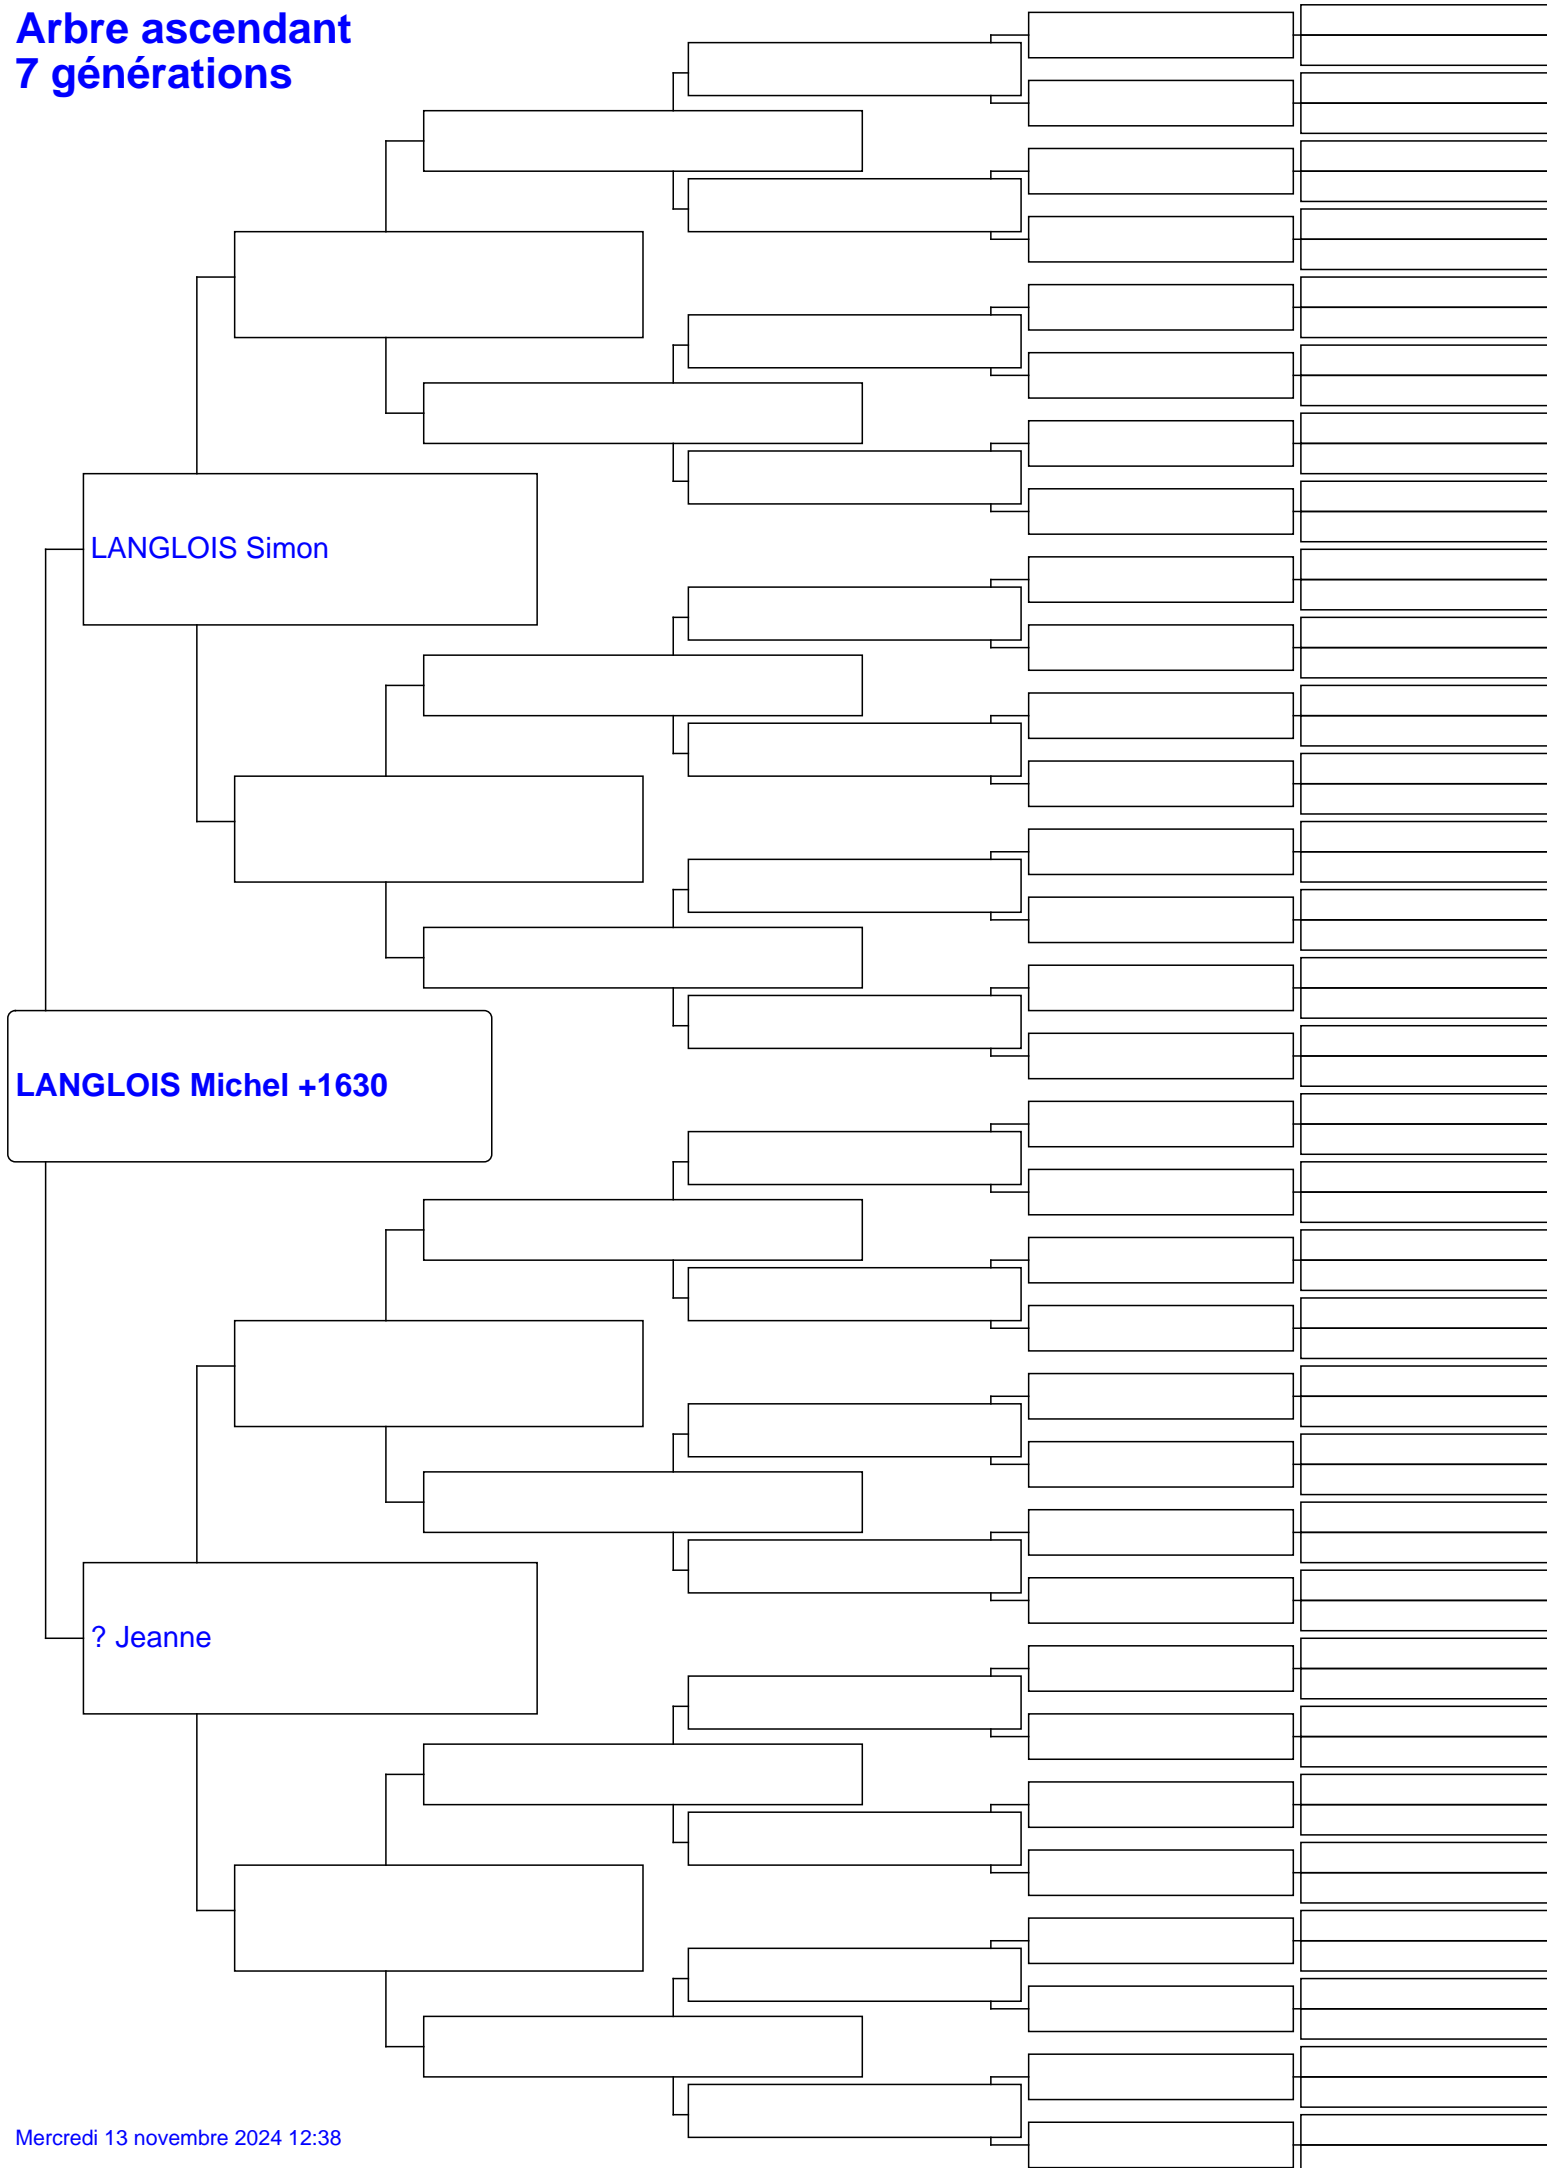 Arbre ascendant
7 générations
LANGLOIS Simon
LANGLOIS Michel +1630
? Jeanne
Mercredi 13 novembre 2024 12:38